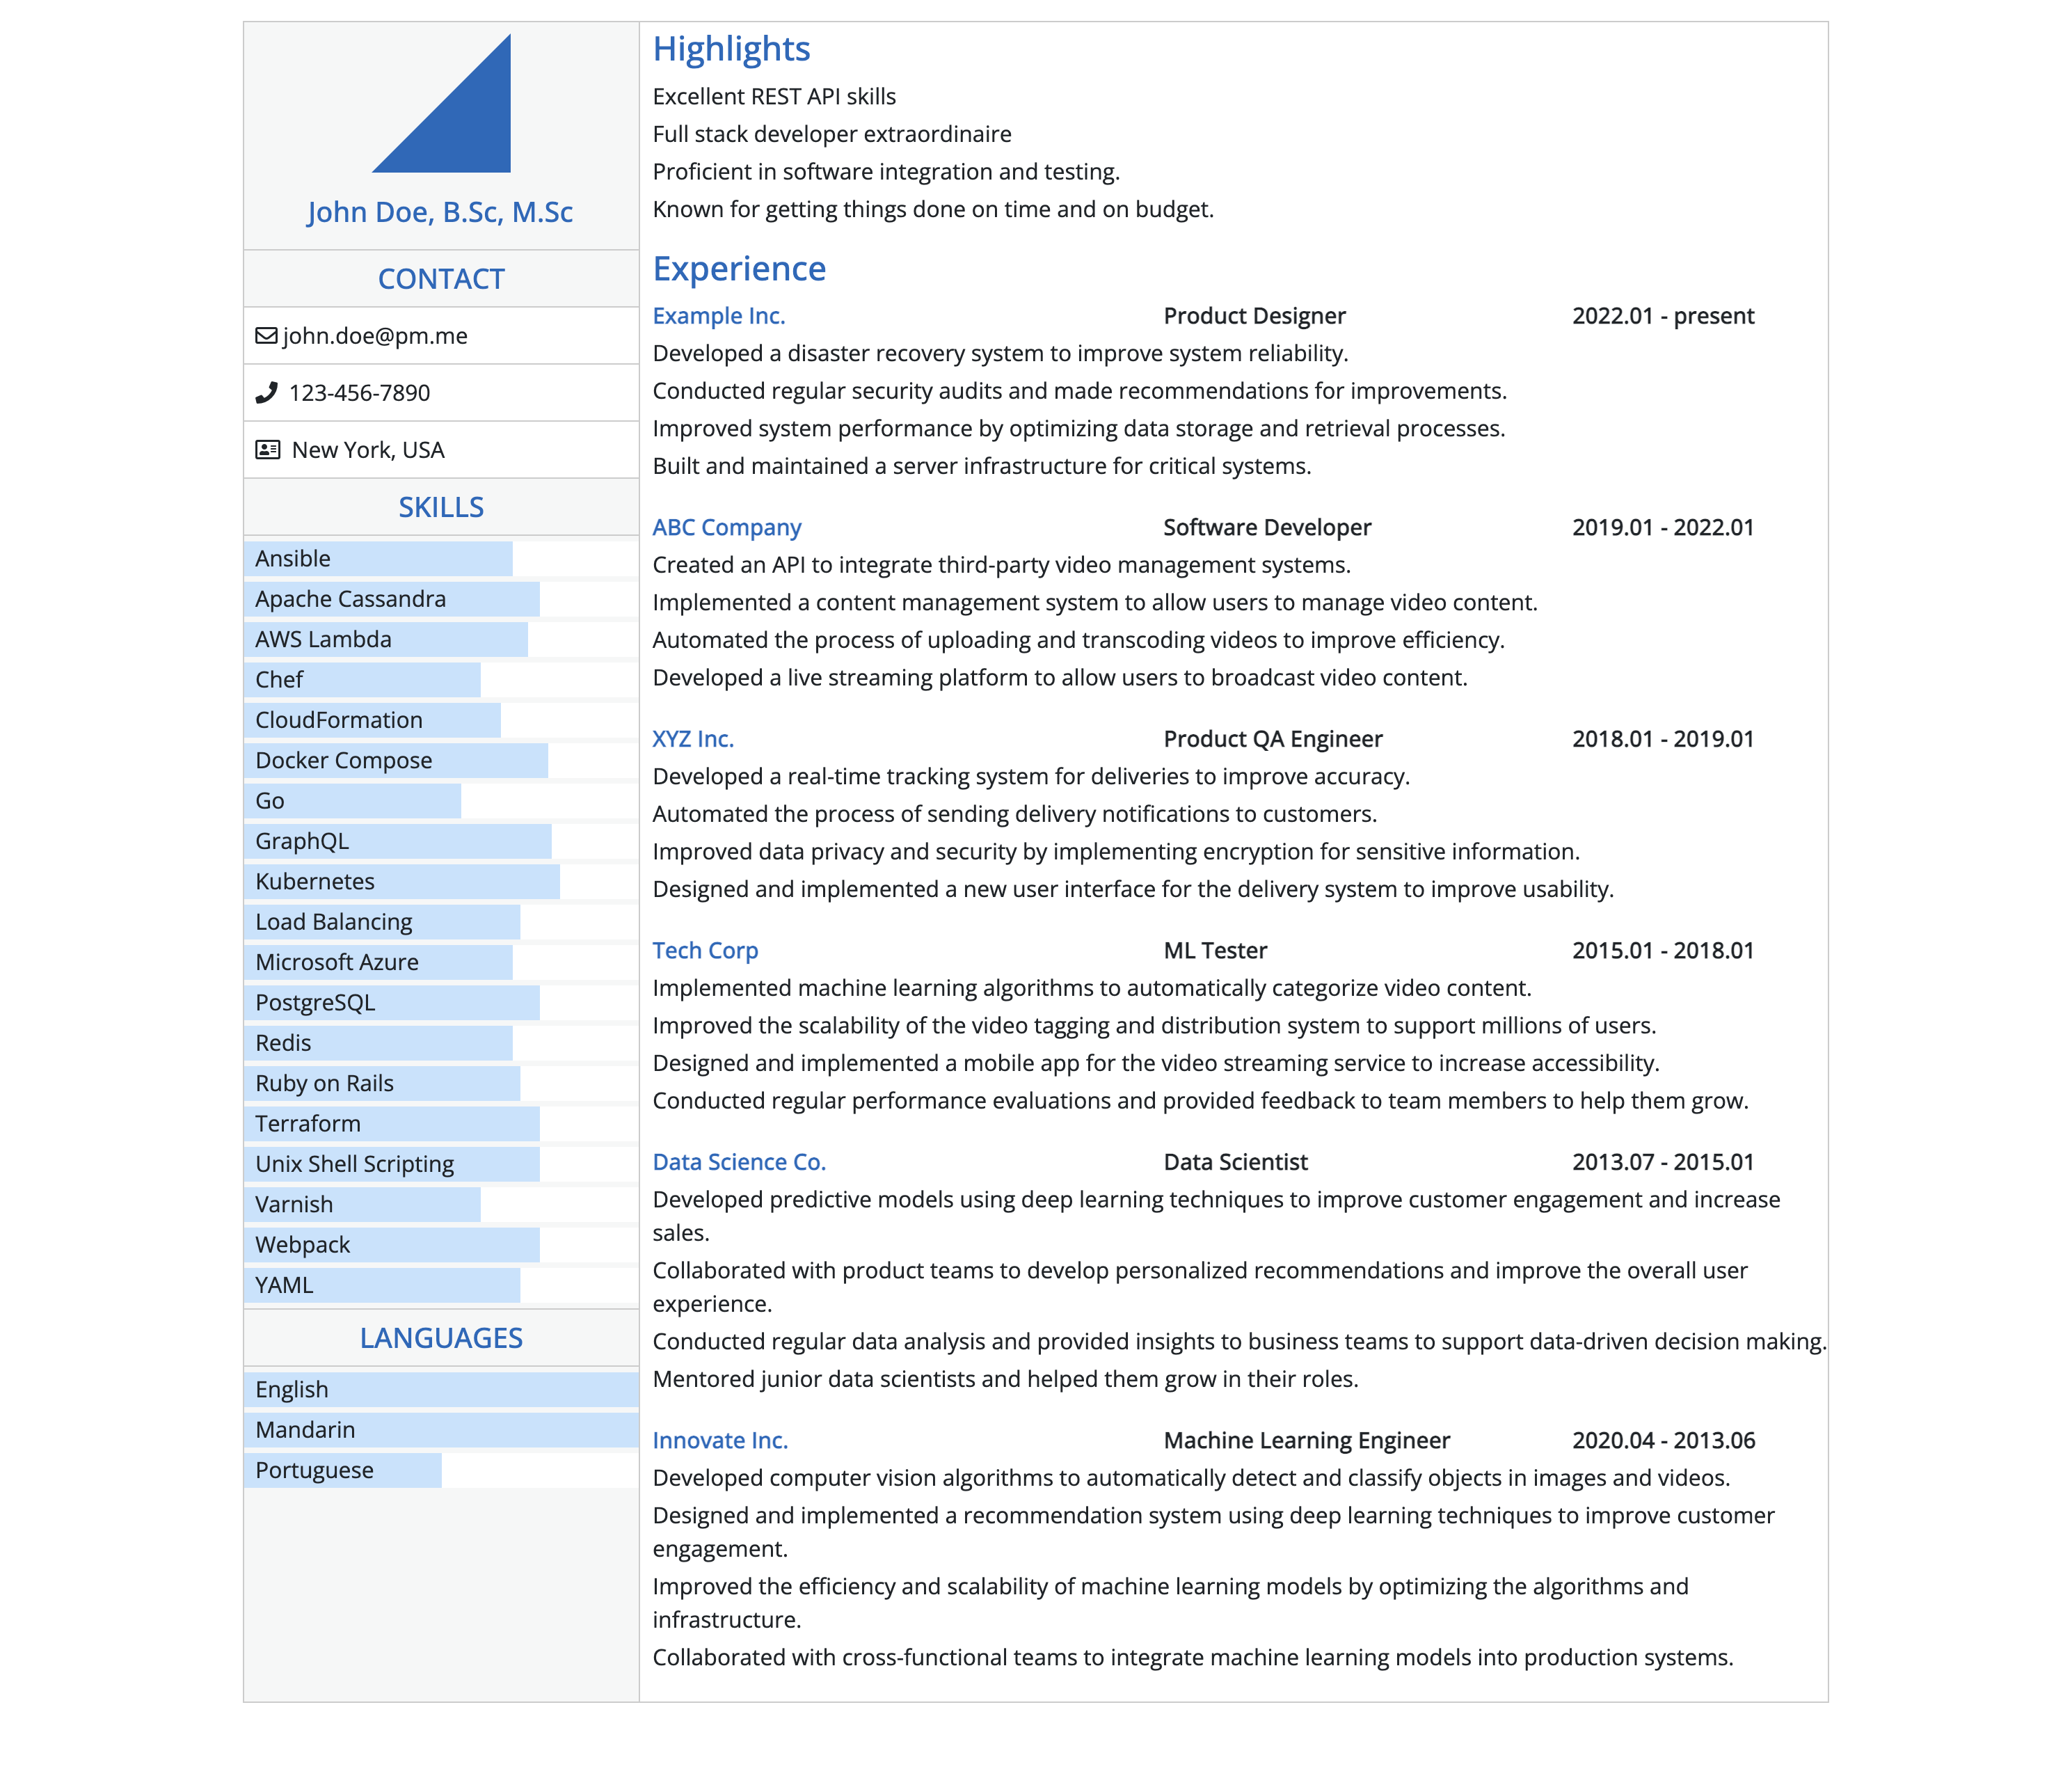 John Doe, B.Sc, M.Sc
CONTACT
john.doe@pm.me
123-456-7890
New York, USA
SKILLS
Ansible
Apache Cassandra
AWS Lambda
Chef
CloudFormation
Docker Compose
Go
GraphQL
Kubernetes
Load Balancing
Microsoft Azure
PostgreSQL
Redis
Ruby on Rails
Terraform
Unix Shell Scripting
Varnish
Webpack
YAML
LANGUAGES
English
Mandarin
Portuguese
Highlights
Excellent REST API skills
Full stack developer extraordinaire
Proficient in software integration and testing.
Known for getting things done on time and on budget.
Experience
Example Inc. Product Designer 2022.01 - present
Developed a disaster recovery system to improve system reliability.
Conducted regular security audits and made recommendations for improvements.
Improved system performance by optimizing data storage and retrieval processes.
Built and maintained a server infrastructure for critical systems.
ABC Company Software Developer 2019.01 - 2022.01
Created an API to integrate third-party video management systems.
Implemented a content management system to allow users to manage video content.
Automated the process of uploading and transcoding videos to improve efficiency.
Developed a live streaming platform to allow users to broadcast video content.
XYZ Inc. Product QA Engineer 2018.01 - 2019.01
Developed a real-time tracking system for deliveries to improve accuracy.
Automated the process of sending delivery notifications to customers.
Improved data privacy and security by implementing encryption for sensitive information.
Designed and implemented a new user interface for the delivery system to improve usability.
Tech Corp ML Tester 2015.01 - 2018.01
Implemented machine learning algorithms to automatically categorize video content.
Improved the scalability of the video tagging and distribution system to support millions of users.
Designed and implemented a mobile app for the video streaming service to increase accessibility.
Conducted regular performance evaluations and provided feedback to team members to help them grow.
Data Science Co. Data Scientist 2013.07 - 2015.01
Developed predictive models using deep learning techniques to improve customer engagement and increase
sales.
Collaborated with product teams to develop personalized recommendations and improve the overall user
experience.
Conducted regular data analysis and provided insights to business teams to support data-driven decision making.
Mentored junior data scientists and helped them grow in their roles.
Innovate Inc. Machine Learning Engineer 2020.04 - 2013.06
Developed computer vision algorithms to automatically detect and classify objects in images and videos.
Designed and implemented a recommendation system using deep learning techniques to improve customer
engagement.
Improved the efficiency and scalability of machine learning models by optimizing the algorithms and
infrastructure.
Collaborated with cross-functional teams to integrate machine learning models into production systems.